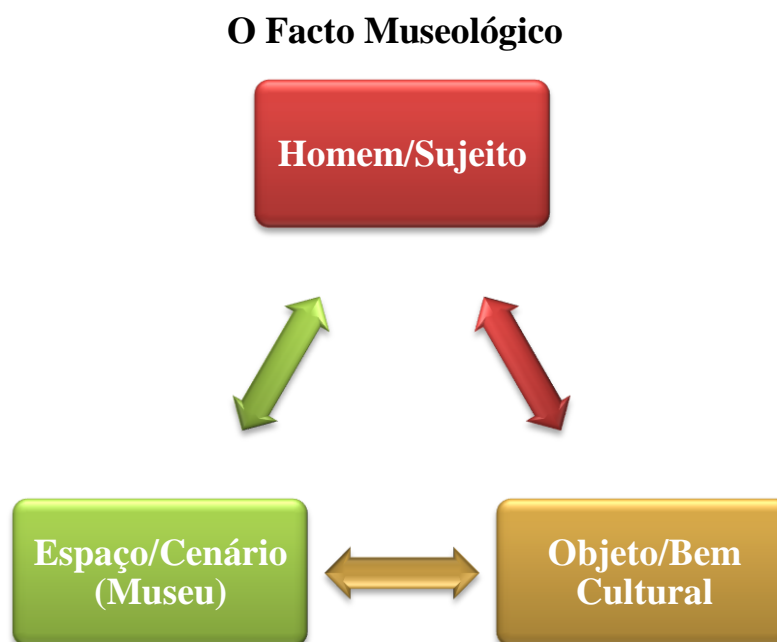 O Facto Museológico
Homem/Sujeito
Espaço/Cenário
(Museu)
Objeto/Bem
Cultural